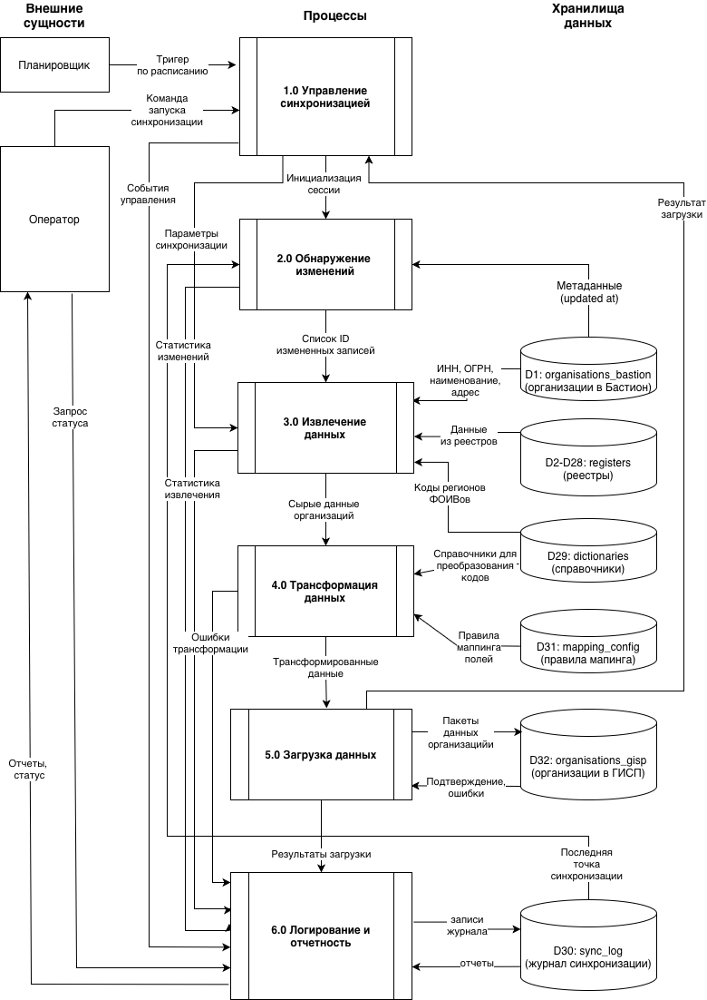 Внешние
сущности
Процессы
Хранилища
данных
Планировщик
Тригер
по расписанию
1.0 Управление
синхронизацией
Команда
запуска
синхронизации
Оператор
События
управления
Инициализация
сессии
Результат
загрузки
Параметры
синхронизации
2.0 Обнаружение
изменений
Метаданные
(updated at)
Статистика
изменений
Список ID
измененных записей
ИНН, ОГРН,
наименование,
адрес
D1: organisations_bastion
(организации в Бастион)
Запрос
статуса
3.0 Извлечение
данных
Данные
из реестров
D2-D28: registers
(реестры)
Статистика
извлечения
Коды регионов
ФОИВов
Сырые данные
организаций
Справочники для
преобразования
кодов
D29: dictionaries
(справочники)
4.0 Трансформация
данных
Ошибки
трансформации
Правила
маппинга
полей
D31: mapping_config
(правила мапинга)
Трансформированные
данные
5.0 Загрузка данных
Пакеты
данных
организацийи
D32: organisations_gisp
(организации в ГИСП)
Подтверждение,
ошибки
Отчеты,
статус
Результаты загрузки
Последняя
точка
синхронизации
6.0 Логирование и
отчетность
записи
журнала
отчеты
D30: sync_log
(журнал синхронизации)